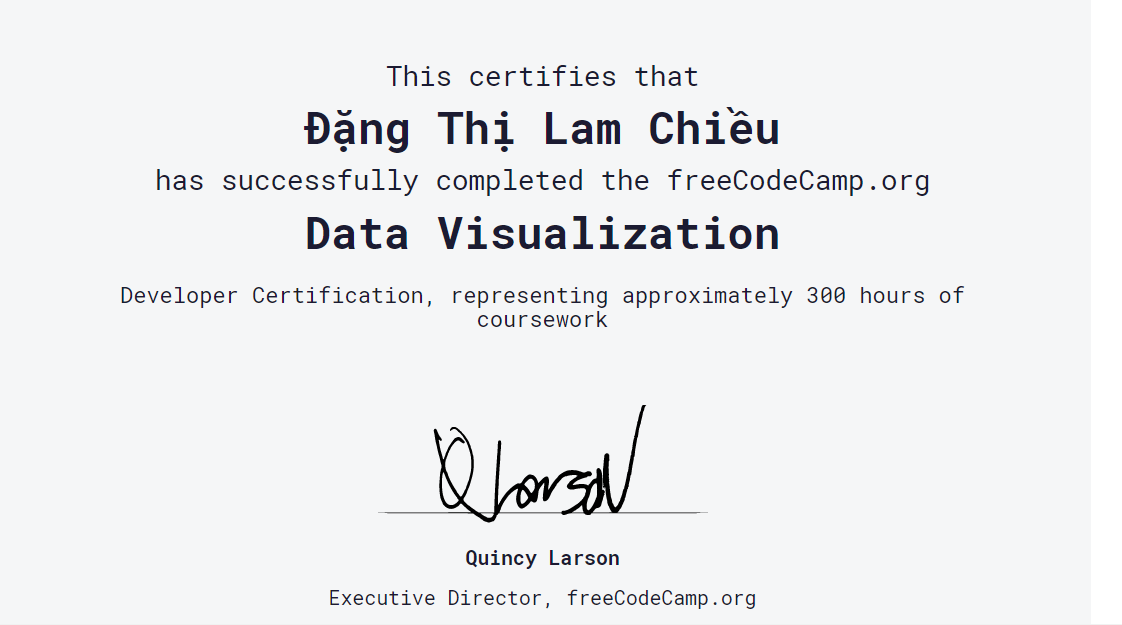 This certifies that
Đặng Thị Lam Chiều
has successfully completed the freeCodeCamp.org
Data Visualization
Developer Certification, representing approximately 300 hours of
coursework
Q Larson
Quincy Larson
Executive Director, freeCodeCamp.org